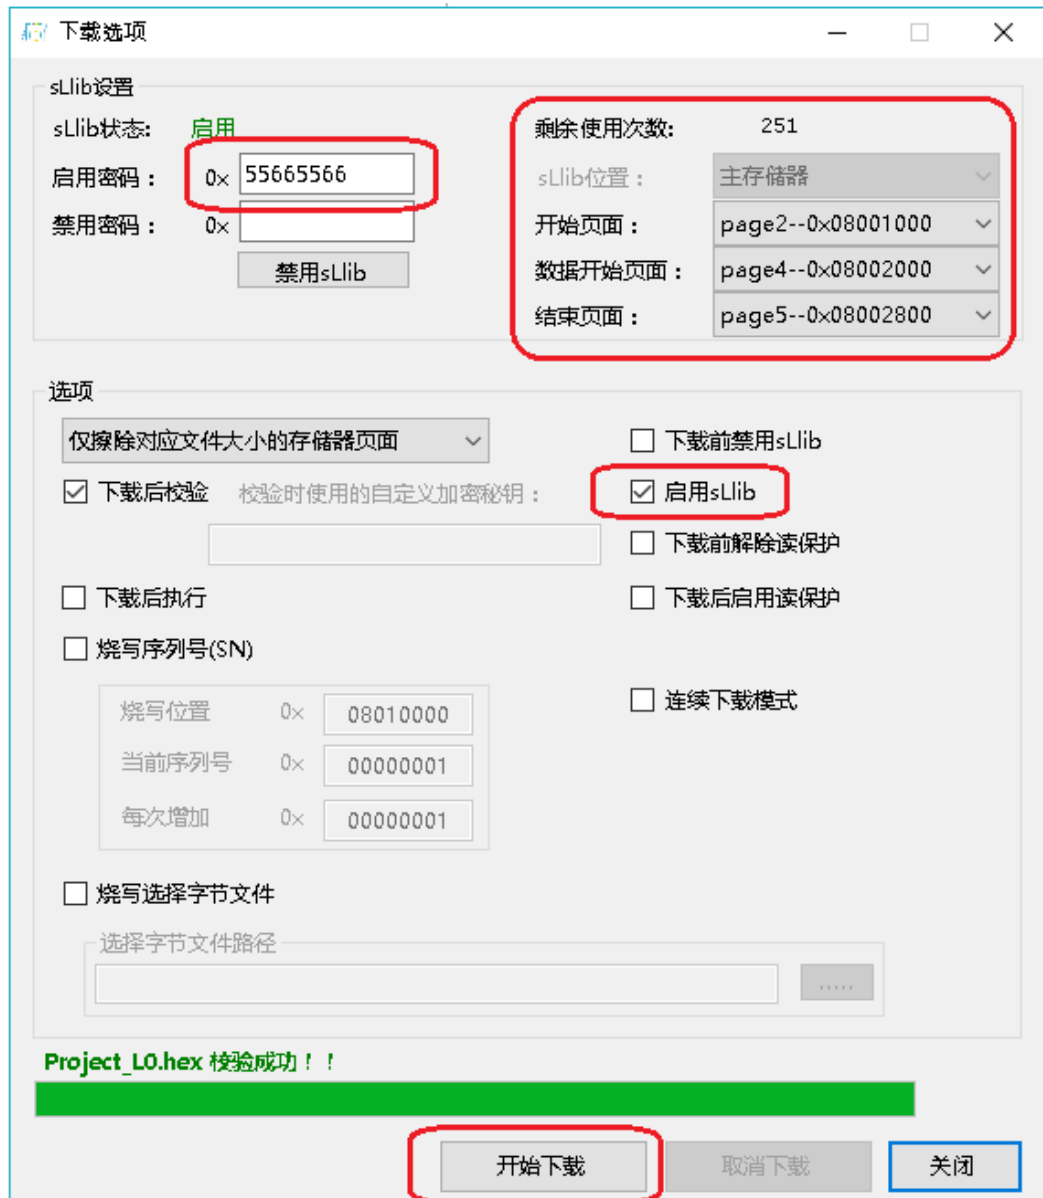 下载选项
sLlib设置
sLlib状态: 启用
启用密码： 0x 55665566
禁用密码： 0x
禁用sLlib
剩余使用次数: 251
sLlib位置： 主存储器
开始页面： page2--0x08001000
数据开始页面： page4--0x08002000
结束页面： page5--0x08002800
选项
仅擦除对应文件大小的存储器页面
下载前禁用sLlib
下载后校验 校验时使用的自定义加密秘钥：
启用sLlib
下载前解除读保护
下载后执行
下载后启用读保护
烧写序列号(SN)
烧写位置 0x 08010000
连续下载模式
当前序列号 0x 00000001
每次增加 0x 00000001
烧写选择字节文件
选择字节文件路径
.....
Project_L0.hex 校验成功！！
开始下载 取消下载 关闭